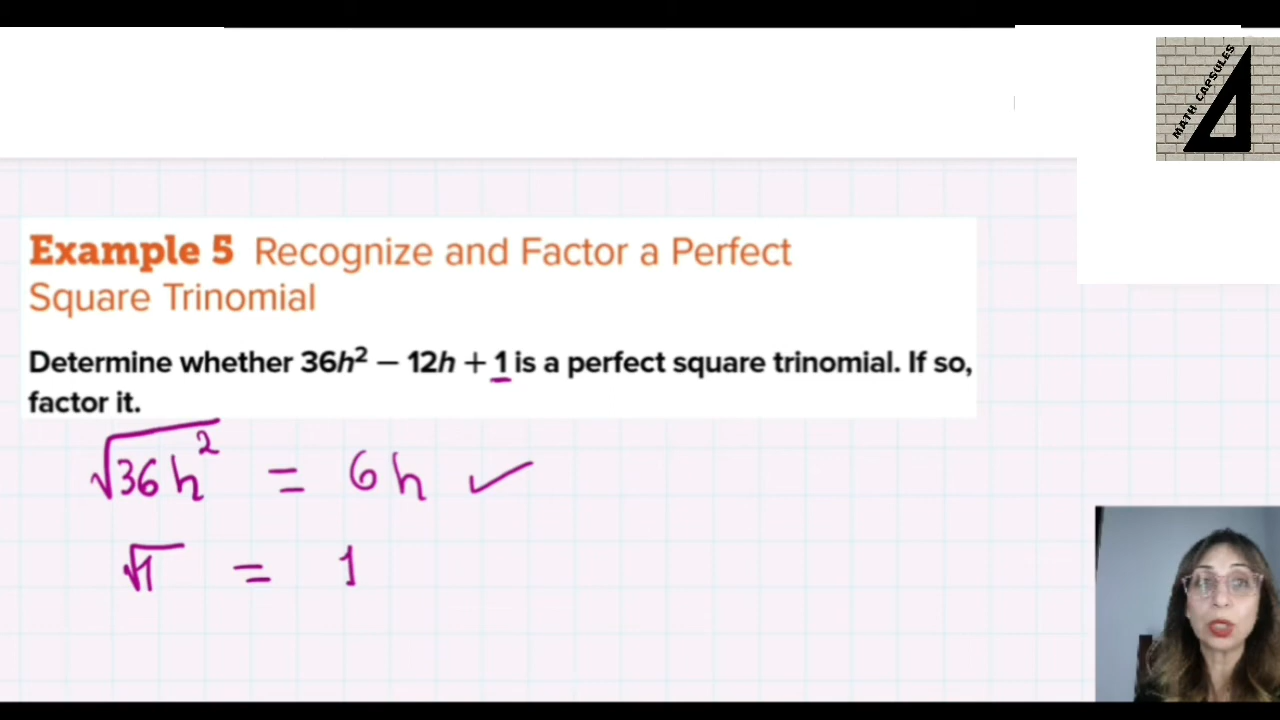 MATH CAPSULES
Example 5 Recognize and Factor a Perfect
Square Trinomial
Determine whether 36h² – 12h + 1 is a perfect square trinomial. If so,
factor it.
√36h² = 6h ✓
√1 = 1